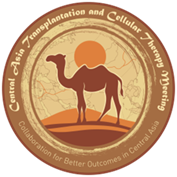 Central Asia Transplantation and Cellular Therapy Meeting
Collaboration for Better Outcomes in Central Asia